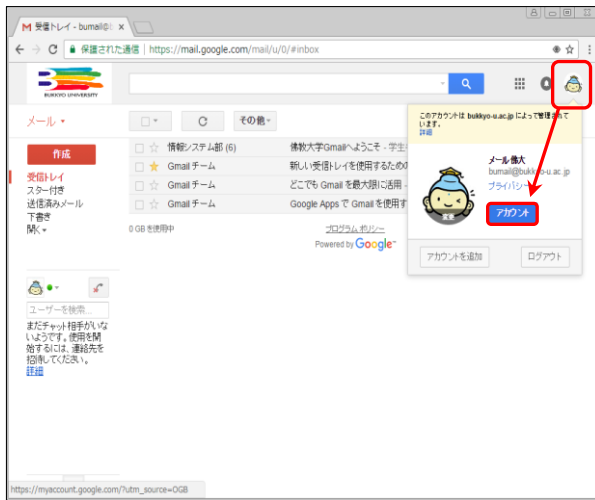 受信トレイ - bumail@b
保護された通信 | https://mail.google.com/mail/u/0/#inbox
BUKKYO UNIVERSITY
メール
その他
作成
受信トレイ
スター付き
送信済みメール
下書き
開く
情報システム部 (6) 佛教大学Gmailへようこそ - 学生
Gmail チーム 新しい受信トレイを使用するための
Gmail チーム どこでも Gmail を最大限に活用 -
Gmail チーム Google Apps で Gmail を使用す
0 GB を使用中
プログラム ポリシー
Powered by Google™
このアカウントは bukkyo-u.ac.jp によって管理されています。
詳細
メール 佛大
bumail@bukkyo-u.ac.jp
プライバシー
変更
アカウント
アカウントを追加
ログアウト
ユーザーを検索...
まだチャット相手がいな
いようです。使用を開
始するには、連絡先を
招待してください。
詳細
https://myaccount.google.com/?utm_source=OGB